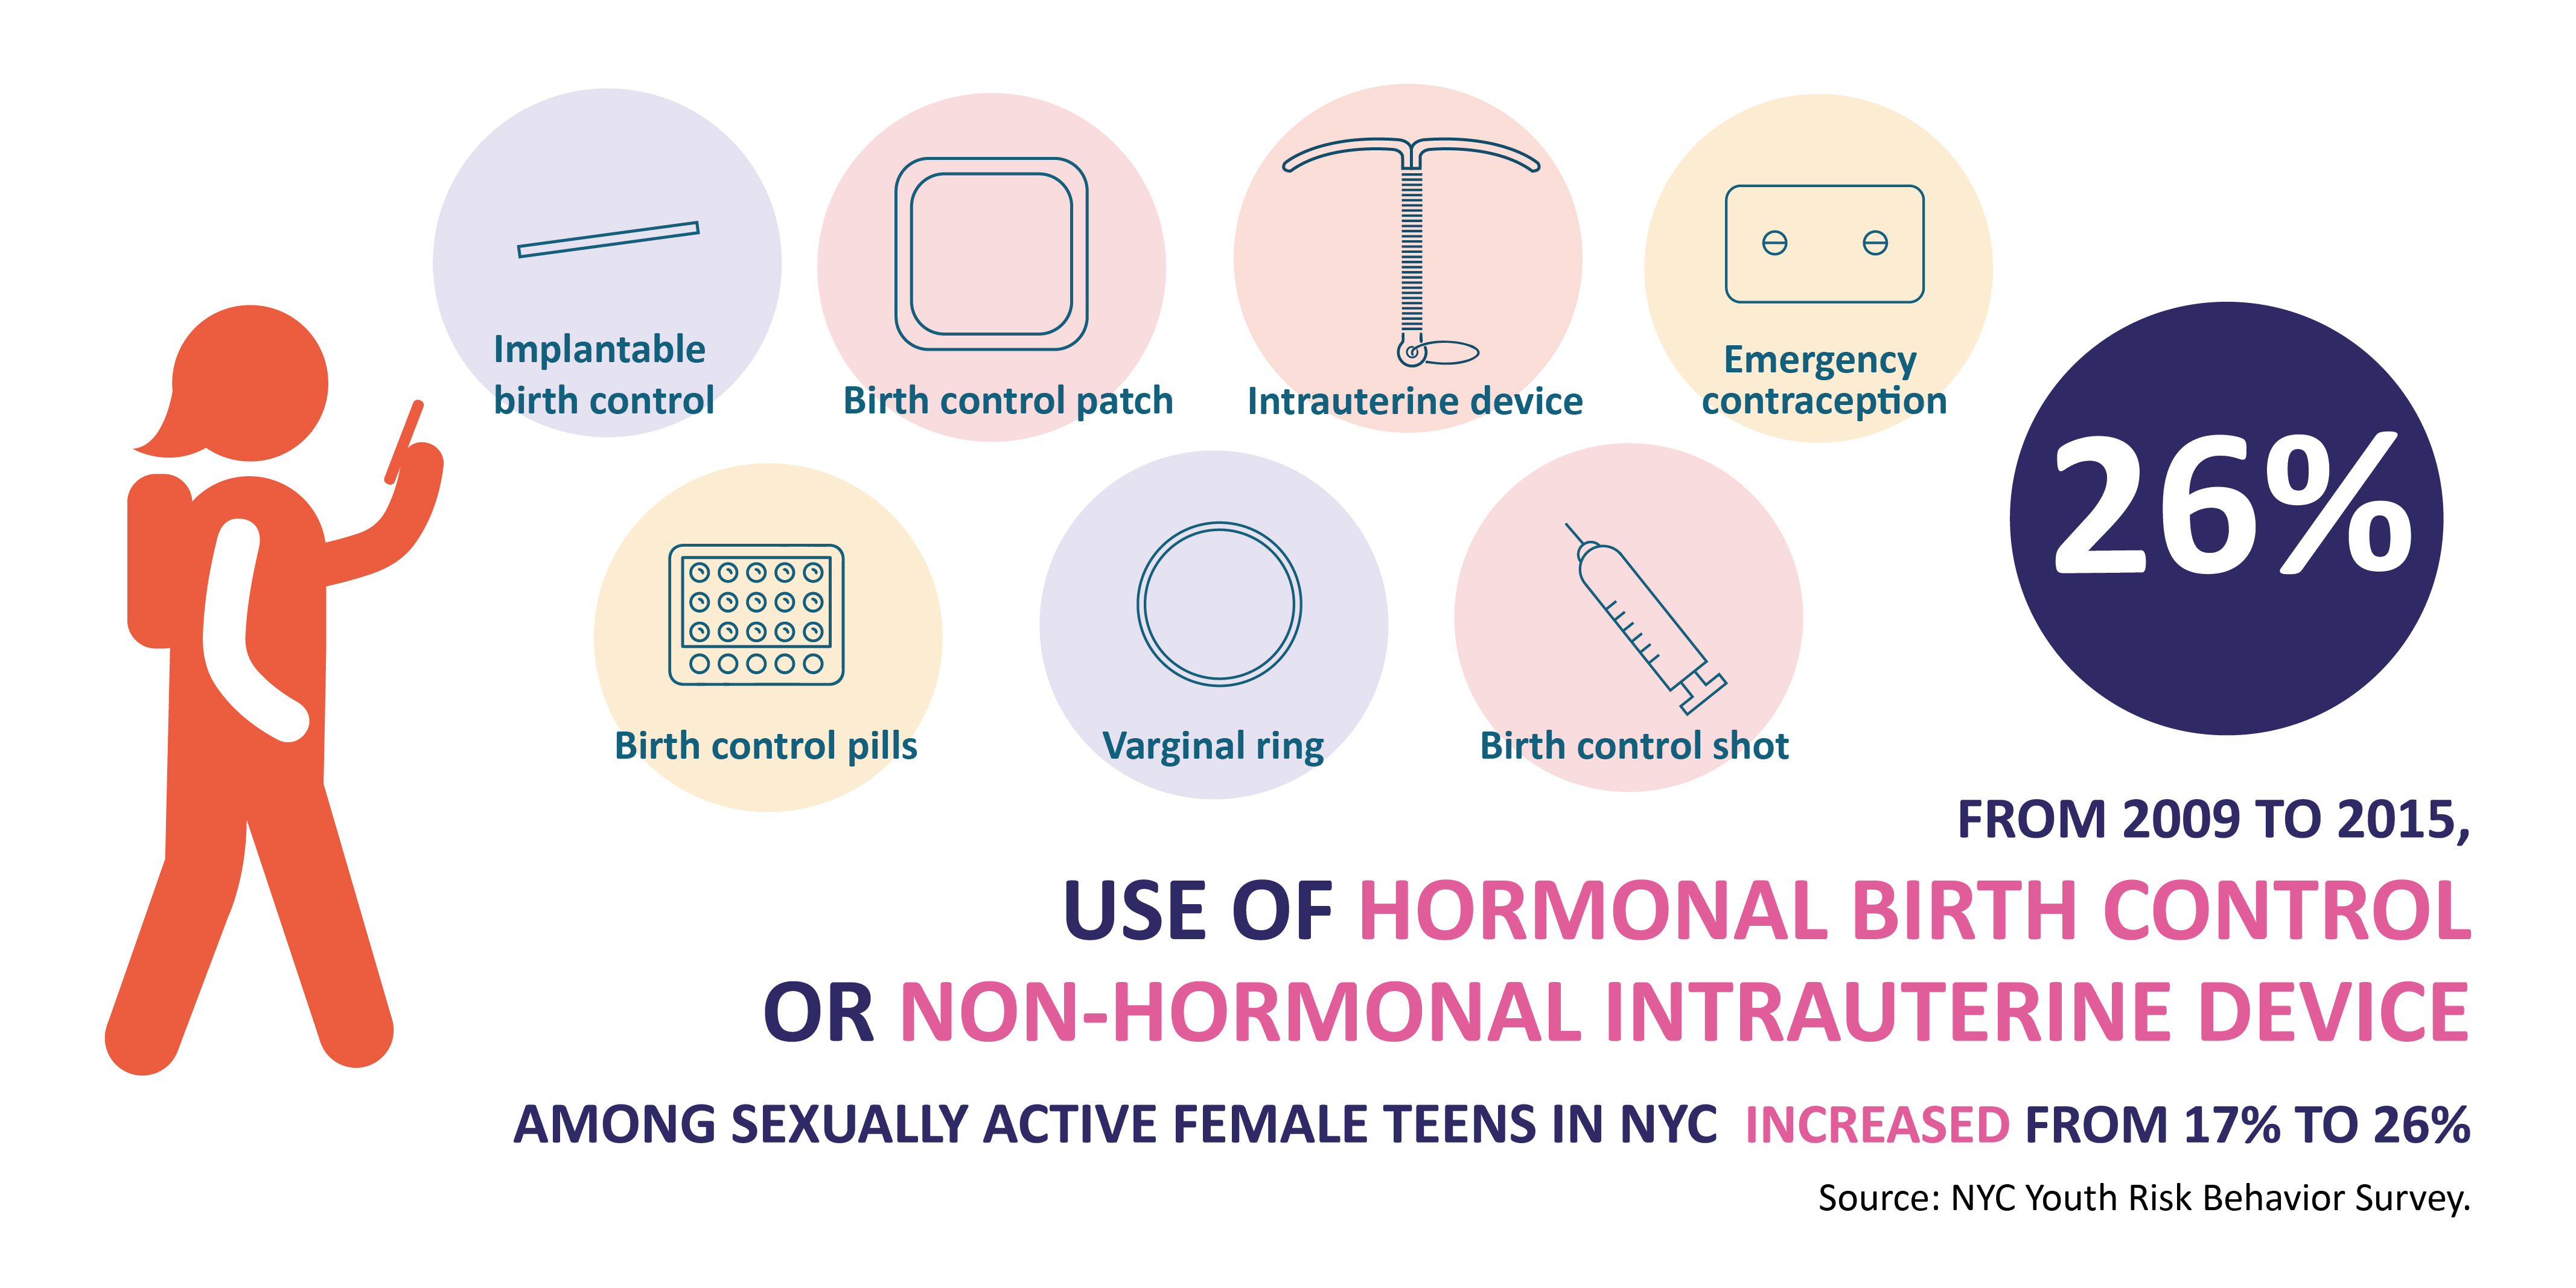 Implantable
birth control
Birth control patch
Intrauterine device
Emergency
contraception
Birth control pills
Varginal ring
Birth control shot
26%
FROM 2009 TO 2015,
USE OF HORMONAL BIRTH CONTROL
OR NON-HORMONAL INTRAUTERINE DEVICE
AMONG SEXUALLY ACTIVE FEMALE TEENS IN NYC INCREASED FROM 17% TO 26%
Source: NYC Youth Risk Behavior Survey.